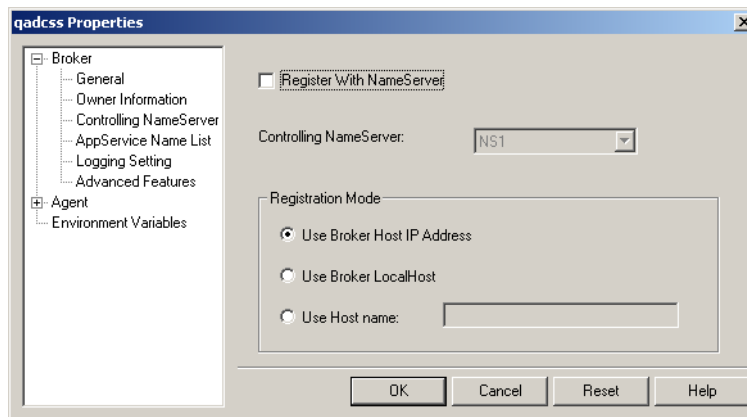 qadcss Properties
Broker
General
Owner Information
Controlling NameServer
AppService Name List
Logging Setting
Advanced Features
Agent
Environment Variables
Register With NameServer
Controlling NameServer:
NS1
Registration Mode
Use Broker Host IP Address
Use Broker LocalHost
Use Host name:
OK Cancel Reset Help